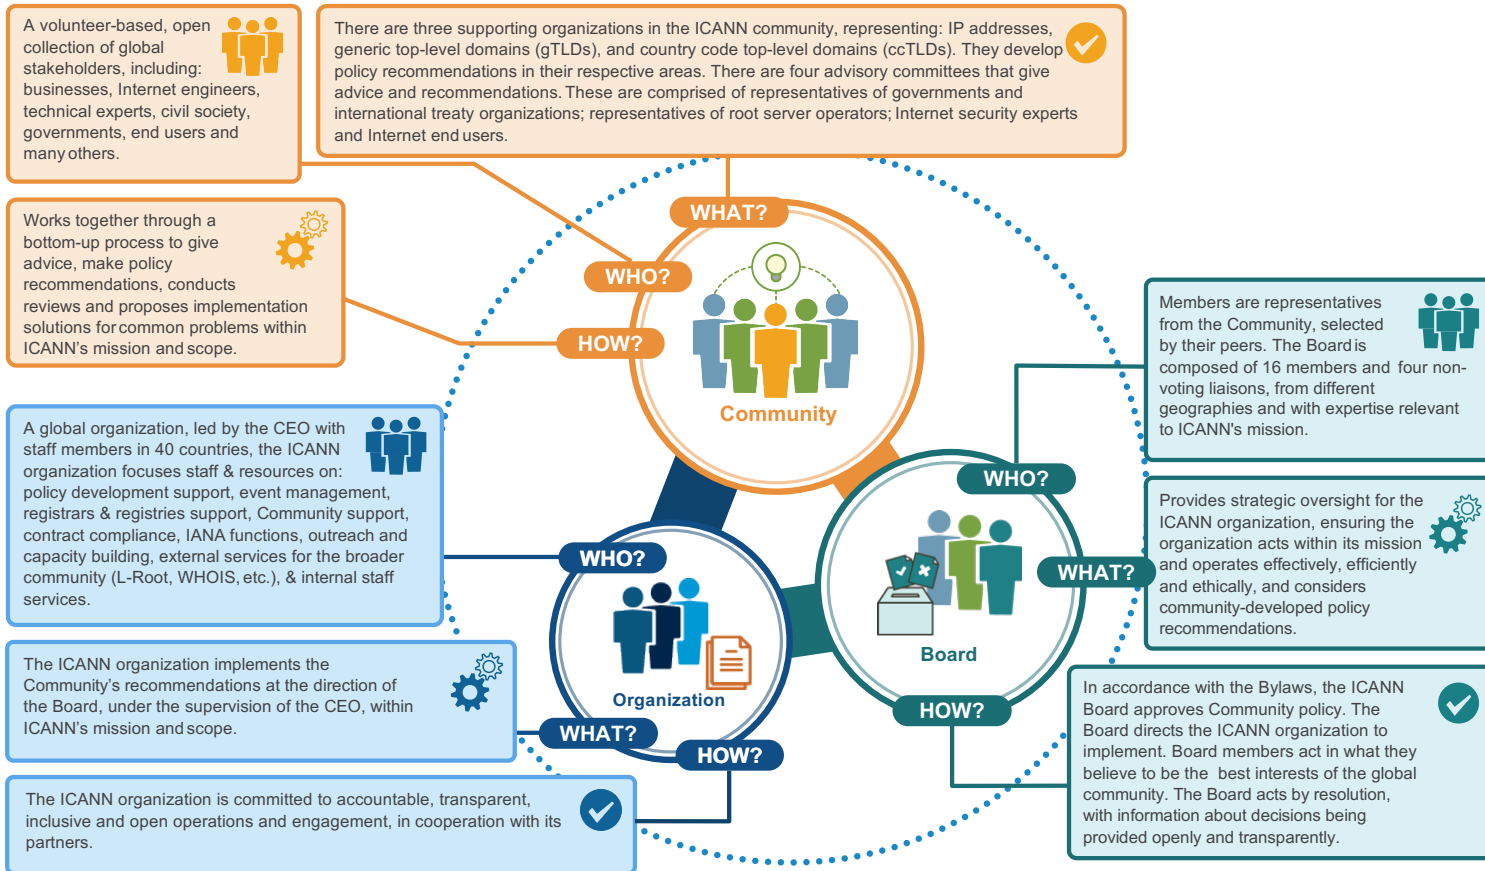 A volunteer-based, open
collection of global
stakeholders, including:
businesses, Internet engineers,
technical experts, civil society,
governments, end users and
many others.
There are three supporting organizations in the ICANN community, representing: IP addresses,
generic top-level domains (gTLDs), and country code top-level domains (ccTLDs). They develop
policy recommendations in their respective areas. There are four advisory committees that give
advice and recommendations. These are comprised of representatives of governments and
international treaty organizations; representatives of root server operators; Internet security experts
and Internet end users.
Works together through a
bottom-up process to give
advice, make policy
recommendations, conducts
reviews and proposes implementation
solutions for common problems within
ICANN's mission and scope.
WHAT?
WHO?
HOW?
Community
Members are representatives
from the Community, selected
by their peers. The Board is
composed of 16 members and four non-
voting liaisons, from different
geographies and with expertise relevant
to ICANN's mission.
A global organization, led by the CEO with
staff members in 40 countries, the ICANN
organization focuses staff & resources on:
policy development support, event management,
registrars & registries support, Community support,
contract compliance, IANA functions, outreach and
capacity building, external services for the broader
community (L-Root, WHOIS, etc.), & internal staff
services.
WHO?
Provides strategic oversight for the
ICANN organization, ensuring the
organization acts within its mission
and operates effectively, efficiently
and ethically, and considers
community-developed policy
recommendations.
WHO?
WHAT?
Board
HOW?
The ICANN organization implements the
Community's recommendations at the direction of
the Board, under the supervision of the CEO, within
ICANN's mission and scope.
Organization
WHAT?
HOW?
In accordance with the Bylaws, the ICANN
Board approves Community policy. The
Board directs the ICANN organization to
implement. Board members act in what they
believe to be the best interests of the global
community. The Board acts by resolution,
with information about decisions being
provided openly and transparently.
The ICANN organization is committed to accountable, transparent,
inclusive and open operations and engagement, in cooperation with its
partners.